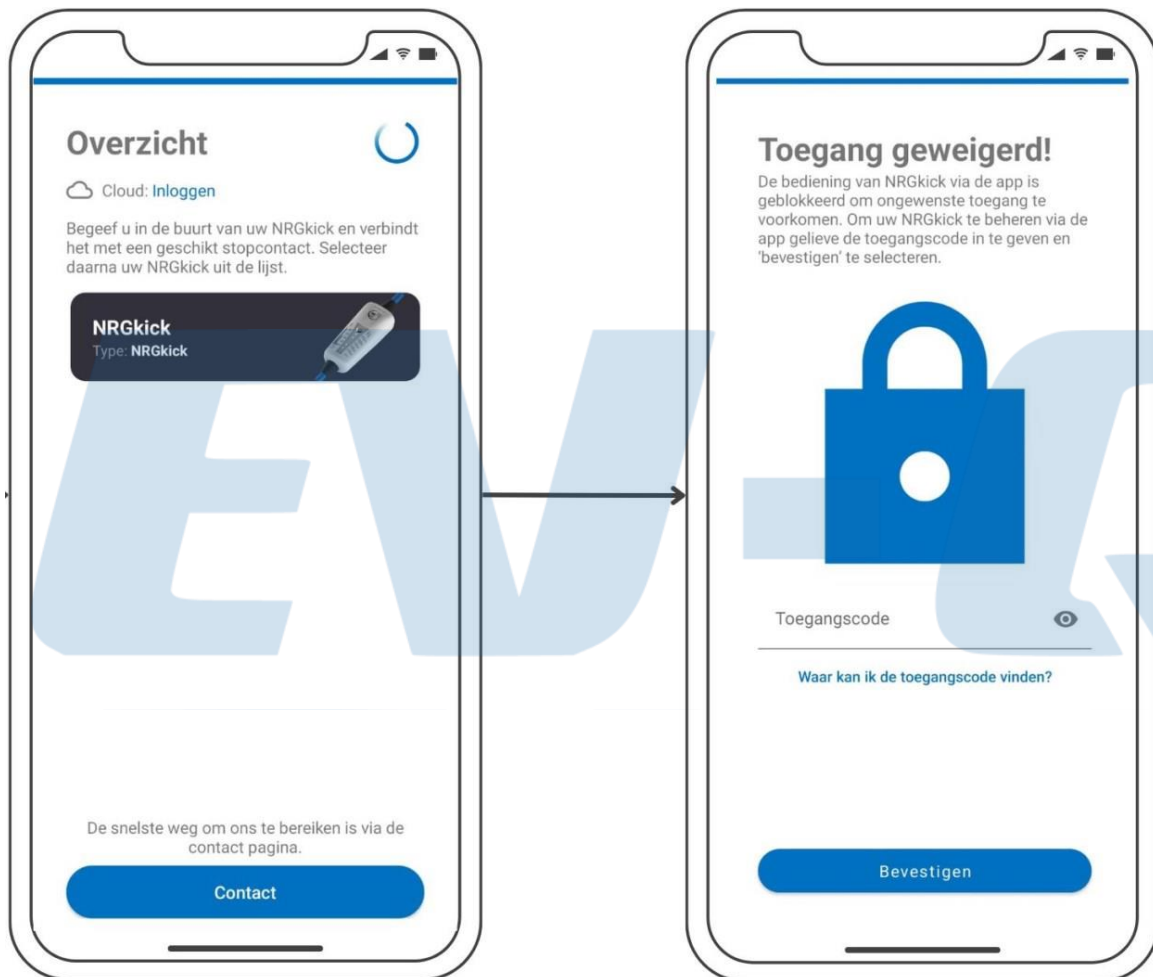 Overzicht
Cloud: Inloggen
Begeef u in de buurt van uw NRGkick en verbindt
het met een geschikt stopcontact. Selecteer
daarna uw NRGkick uit de lijst.
NRGkick
Type: NRGkick
De snelste weg om ons te bereiken is via de
contact pagina.
Contact
Toegang geweigerd!
De bediening van NRGkick via de app is
geblokkeerd om ongewenste toegang te
voorkomen. Om uw NRGkick te beheren via de
app gelieve de toegangscode in te geven en
'bevestigen' te selecteren.
Toegangscode
Waar kan ik de toegangscode vinden?
Bevestigen
EV-